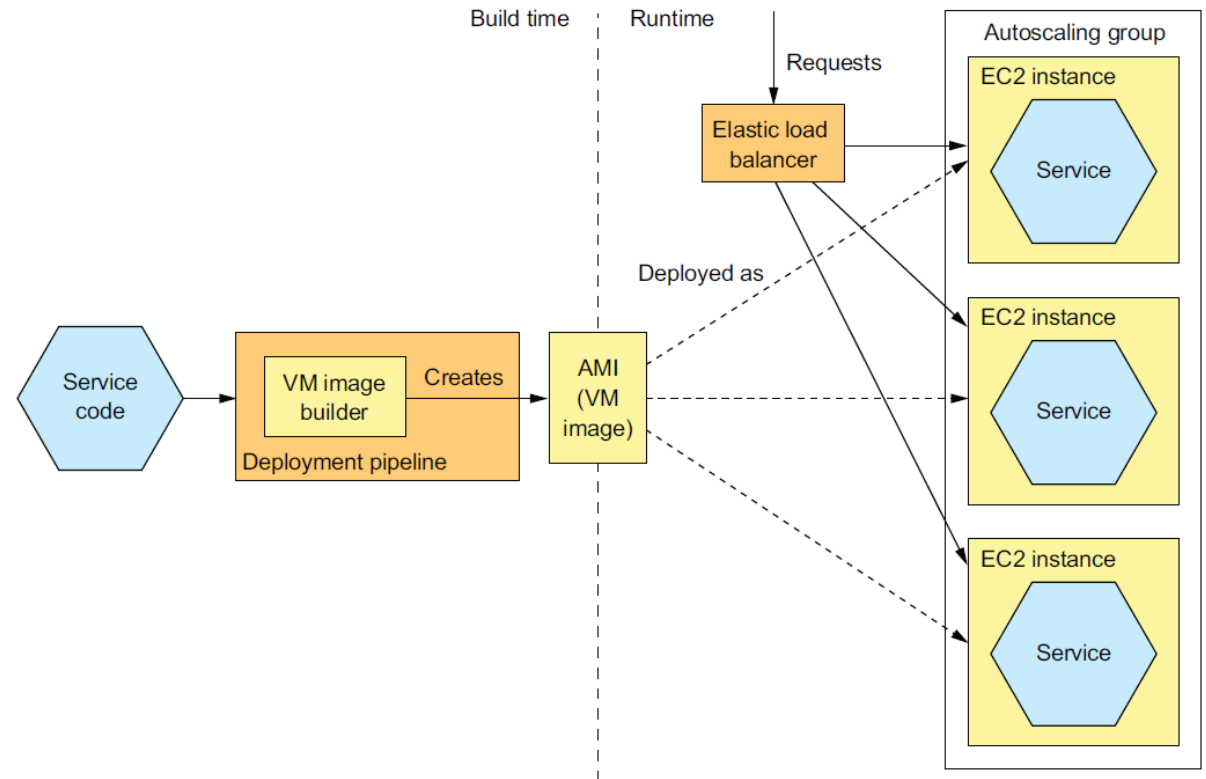 Build time
Runtime
Autoscaling group
Requests
EC2 instance
Elastic load
balancer
Service
Deployed as
EC2 instance
Service
code
VM image
builder
Creates
Deployment pipeline
AMI
(VM
image)
Service
EC2 instance
Service